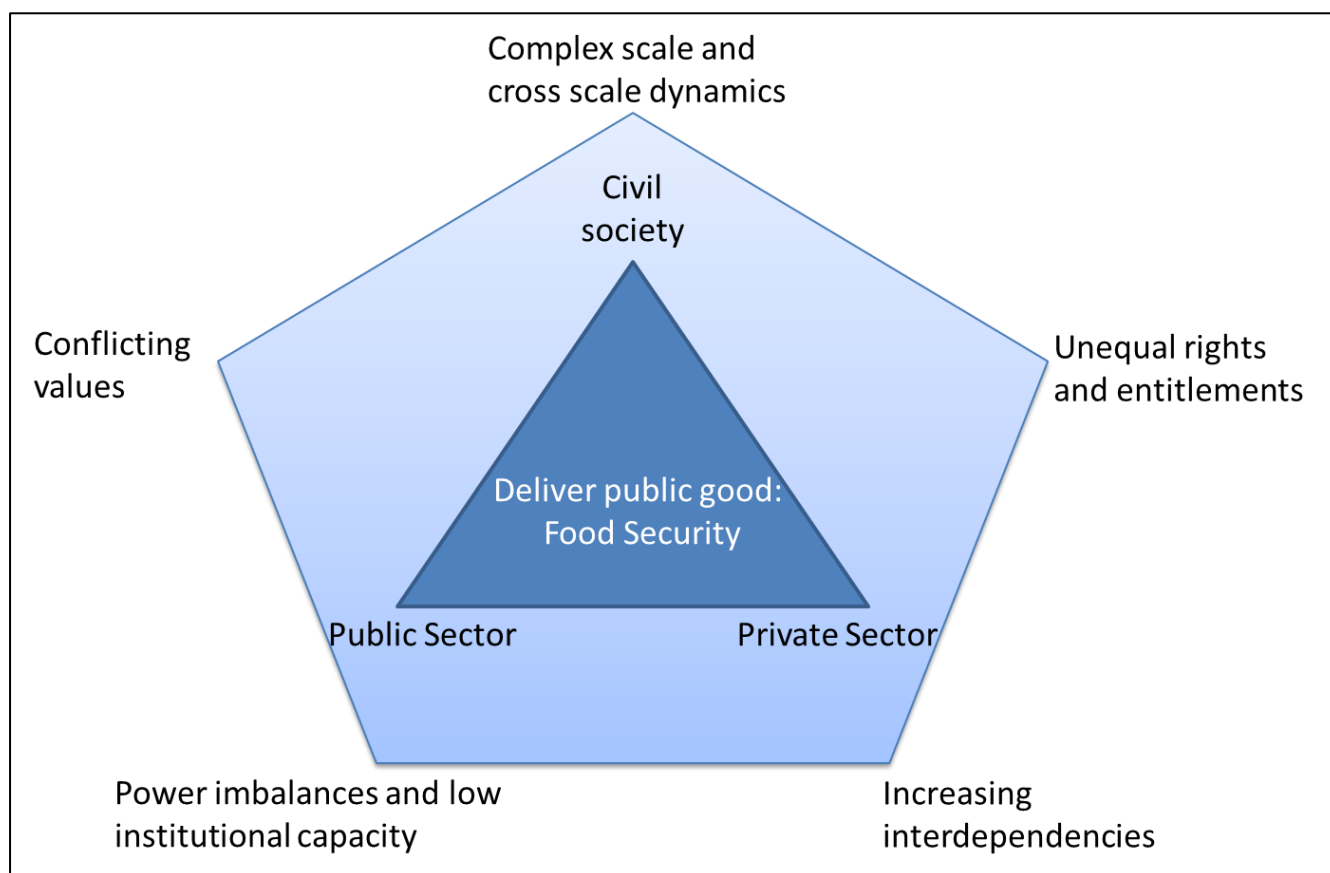 Complex scale and
cross scale dynamics
Civil
society
Conflicting
values
Unequal rights
and entitlements
Deliver public good:
Food Security
Public Sector
Private Sector
Power imbalances and low
institutional capacity
Increasing
interdependencies